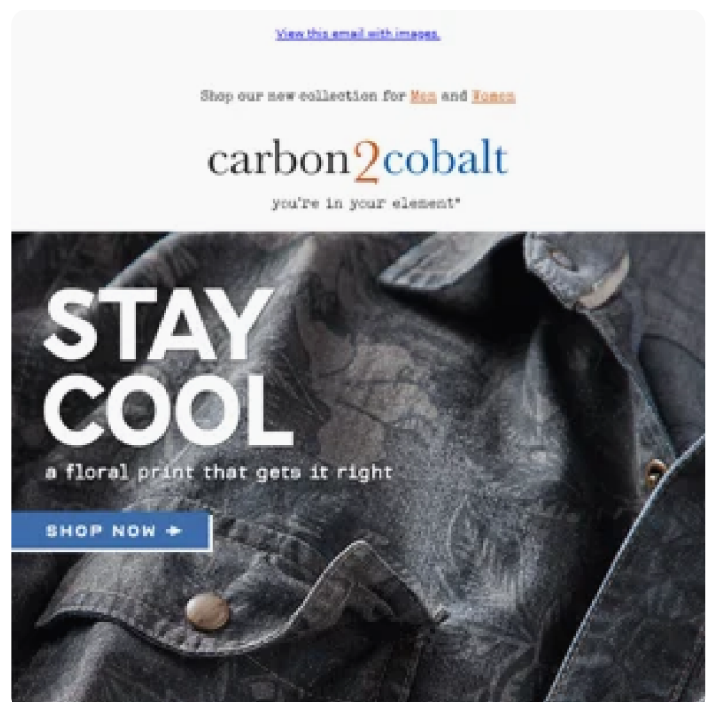 View this email with images.
Shop our new collection for Men and Women
carbon2cobalt
you're in your element*
STAY
COOL
a floral print that gets it right
SHOP NOW →